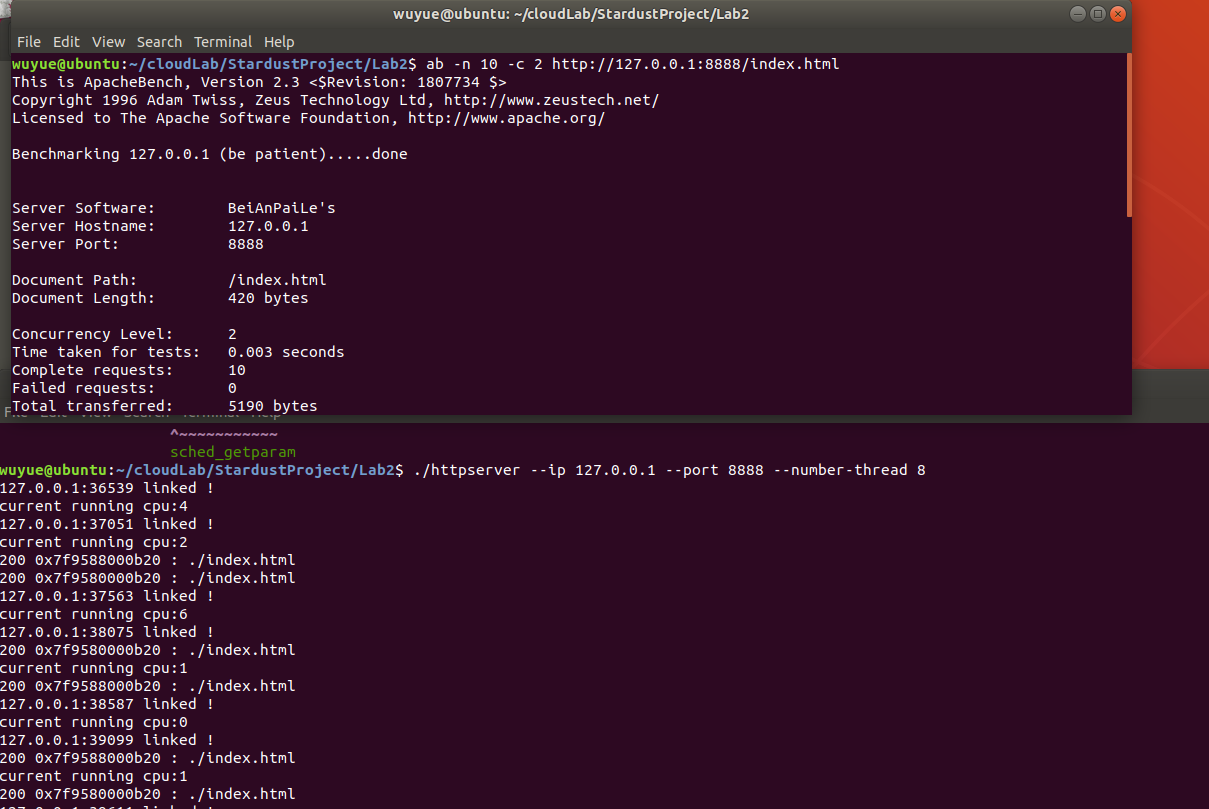 wuyue@ubuntu: ~/cloudLab/StardustProject/Lab2
File Edit View Search Terminal Help
wuyue@ubuntu:~/cloudLab/StardustProject/Lab2$ ab -n 10 -c 2 http://127.0.0.1:8888/index.html
This is ApacheBench, Version 2.3 <$Revision: 1807734 $>
Copyright 1996 Adam Twiss, Zeus Technology Ltd, http://www.zeustech.net/
Licensed to The Apache Software Foundation, http://www.apache.org/
Benchmarking 127.0.0.1 (be patient).....done
Server Software: BeiAnPaiLe's
Server Hostname: 127.0.0.1
Server Port: 8888
Document Path: /index.html
Document Length: 420 bytes
Concurrency Level: 2
Time taken for tests: 0.003 seconds
Complete requests: 10
Failed requests: 0
Total transferred: 5190 bytes
^~~~~~~~~~~~
sched_getparam
wuyue@ubuntu:~/cloudLab/StardustProject/Lab2$ ./httpserver --ip 127.0.0.1 --port 8888 --number-thread 8
127.0.0.1:36539 linked !
current running cpu:4
127.0.0.1:37051 linked !
current running cpu:2
200 0x7f9588000b20 : ./index.html
200 0x7f9580000b20 : ./index.html
127.0.0.1:37563 linked !
current running cpu:6
127.0.0.1:38075 linked !
200 0x7f9580000b20 : ./index.html
current running cpu:1
200 0x7f9588000b20 : ./index.html
127.0.0.1:38587 linked !
current running cpu:0
127.0.0.1:39099 linked !
200 0x7f9588000b20 : ./index.html
current running cpu:1
200 0x7f9580000b20 : ./index.html